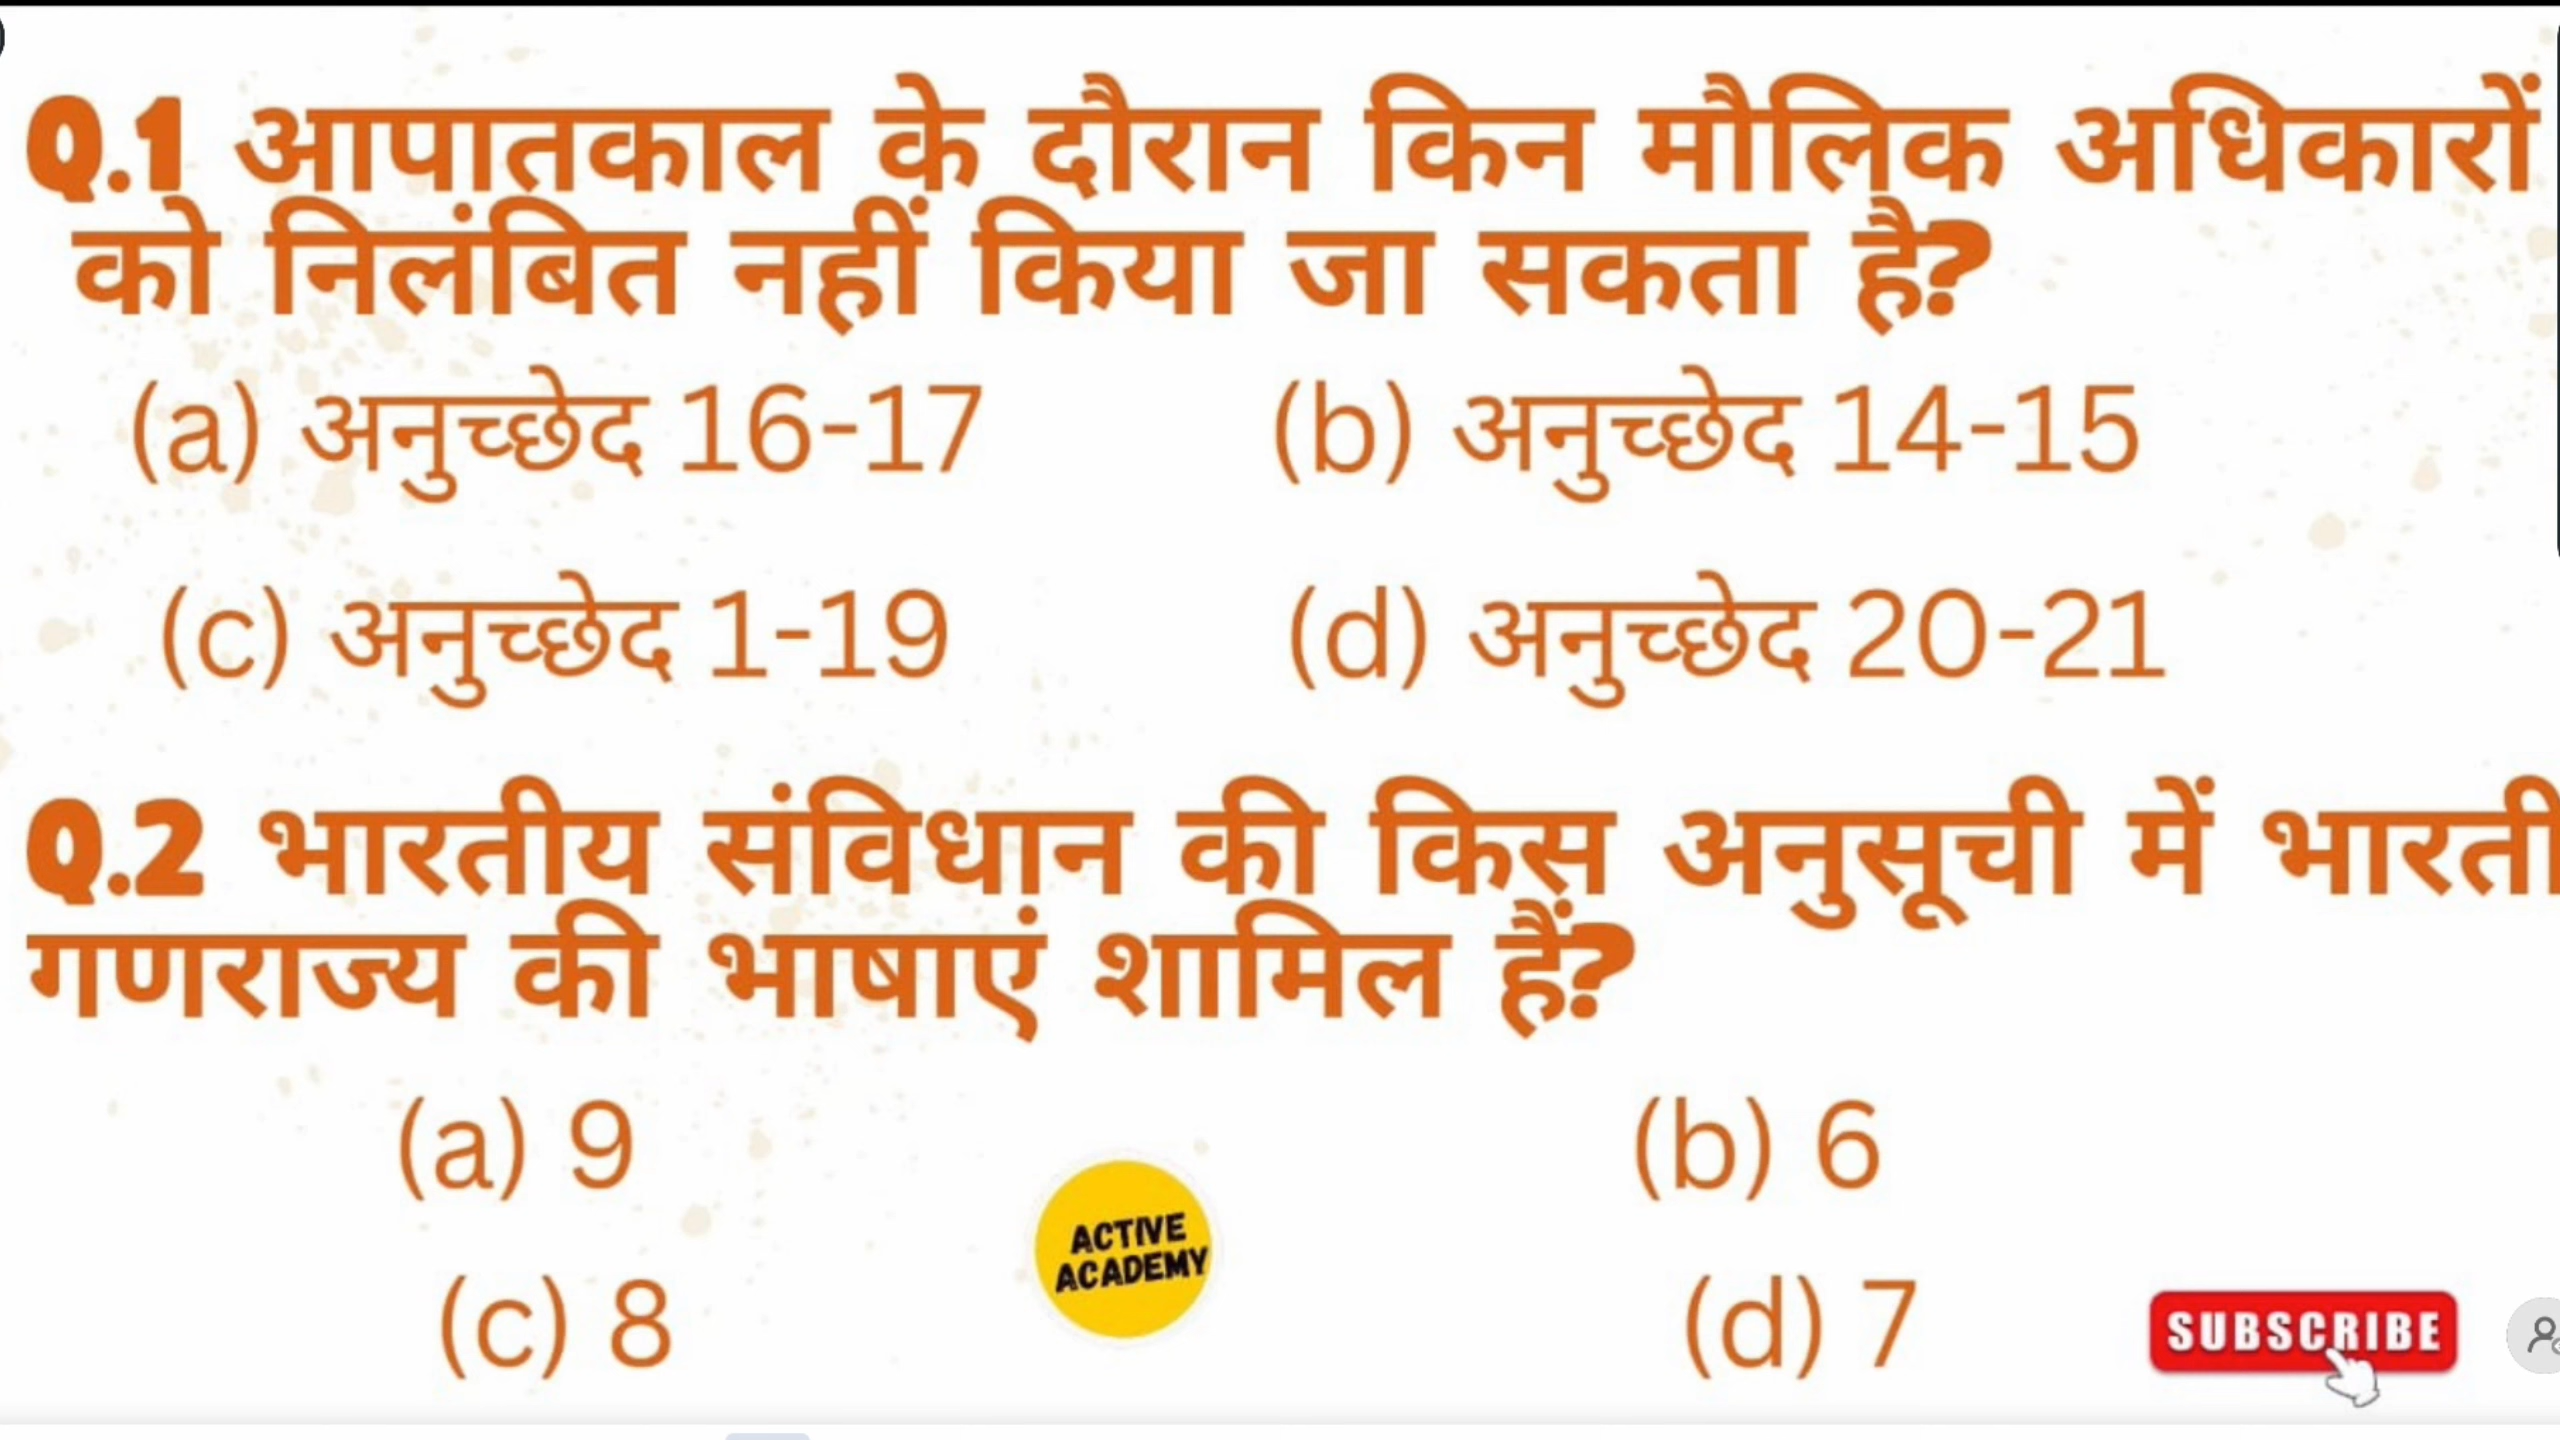 Q.1 आपातकाल के दौरान किन मौलिक अधिकारों
को निलंबित नहीं किया जा सकता है?
(a) अनुच्छेद 16-17 (b) अनुच्छेद 14-15
(c) अनुच्छेद 1-19 (d) अनुच्छेद 20-21
Q.2 भारतीय संविधान की किस अनुसूची में भारती
गणराज्य की भाषाएं शामिल हैं?
(a) 9 (b) 6
ACTIVE
ACADEMY
(c) 8 (d) 7
SUBSCRIBE